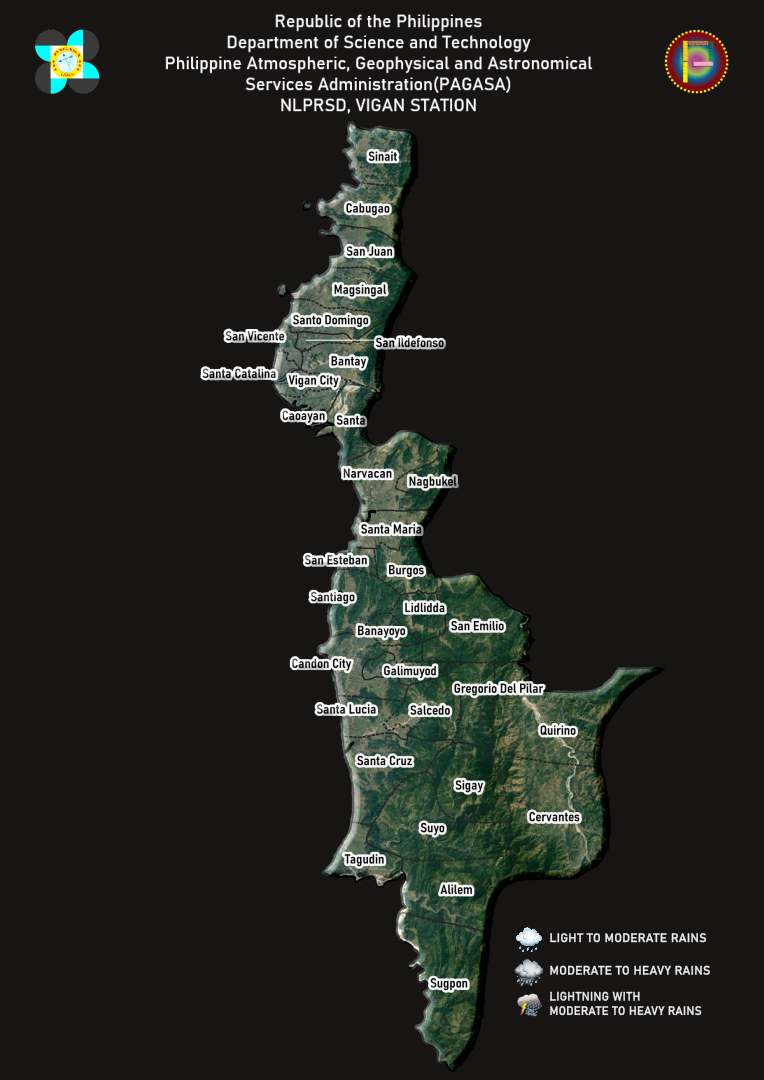 Republic of the Philippines
Department of Science and Technology
Philippine Atmospheric, Geophysical and Astronomical
Services Administration(PAGASA)
NLPRSD, VIGAN STATION
PAGASA
Sinait
Cabugao
San Juan
Magsingal
Santo Domingo
San Vicente
San Ildefonso
Bantay
Santa Catalina
Vigan City
Caoayan
Santa
Narvacan
Nagbukel
Santa Maria
San Esteban
Burgos
Santiago
Lidlidda
San Emilio
Banayoyo
Candon City
Galimuyod
Gregorio Del Pilar
Santa Lucia
Salcedo
Quirino
Santa Cruz
Sigay
Cervantes
Suyo
Tagudin
Alilem
LIGHT TO MODERATE RAINS
MODERATE TO HEAVY RAINS
Sugpon
LIGHTNING WITH
MODERATE TO HEAVY RAINS